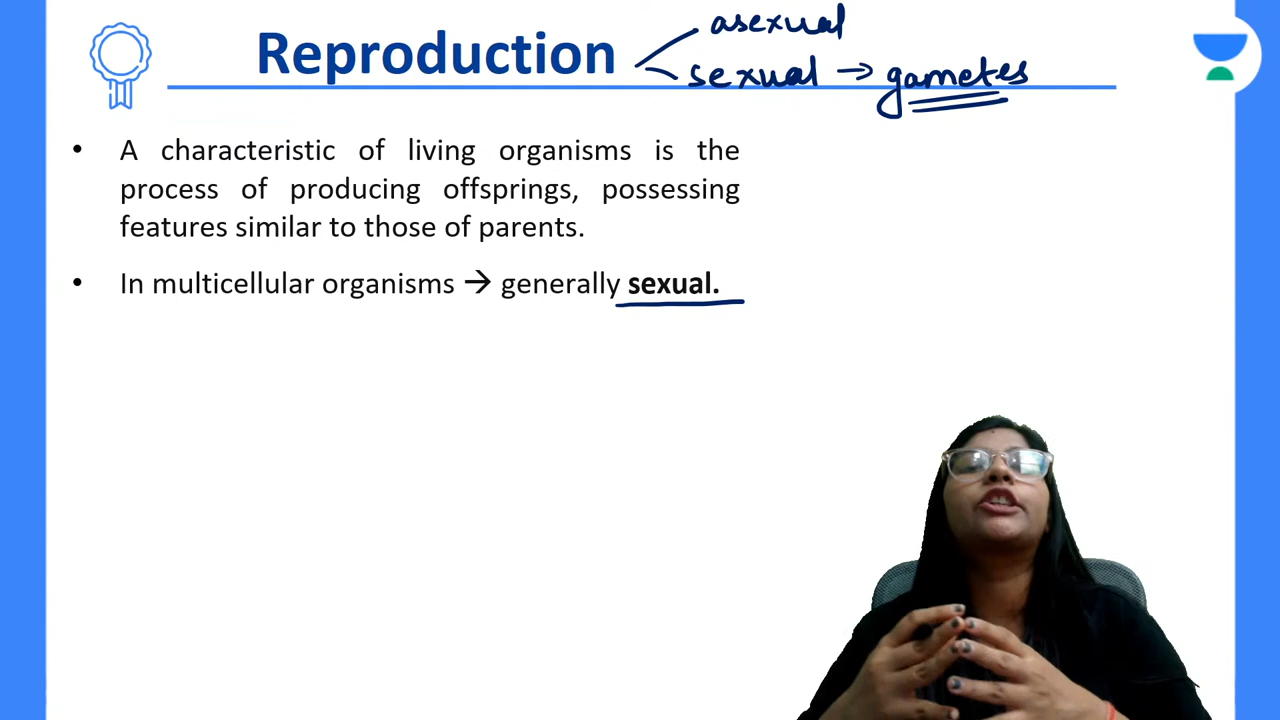 asexual
Reproduction
sexual → gametes
• A characteristic of living organisms is the
process of producing offsprings, possessing
features similar to those of parents.
• In multicellular organisms → generally sexual.